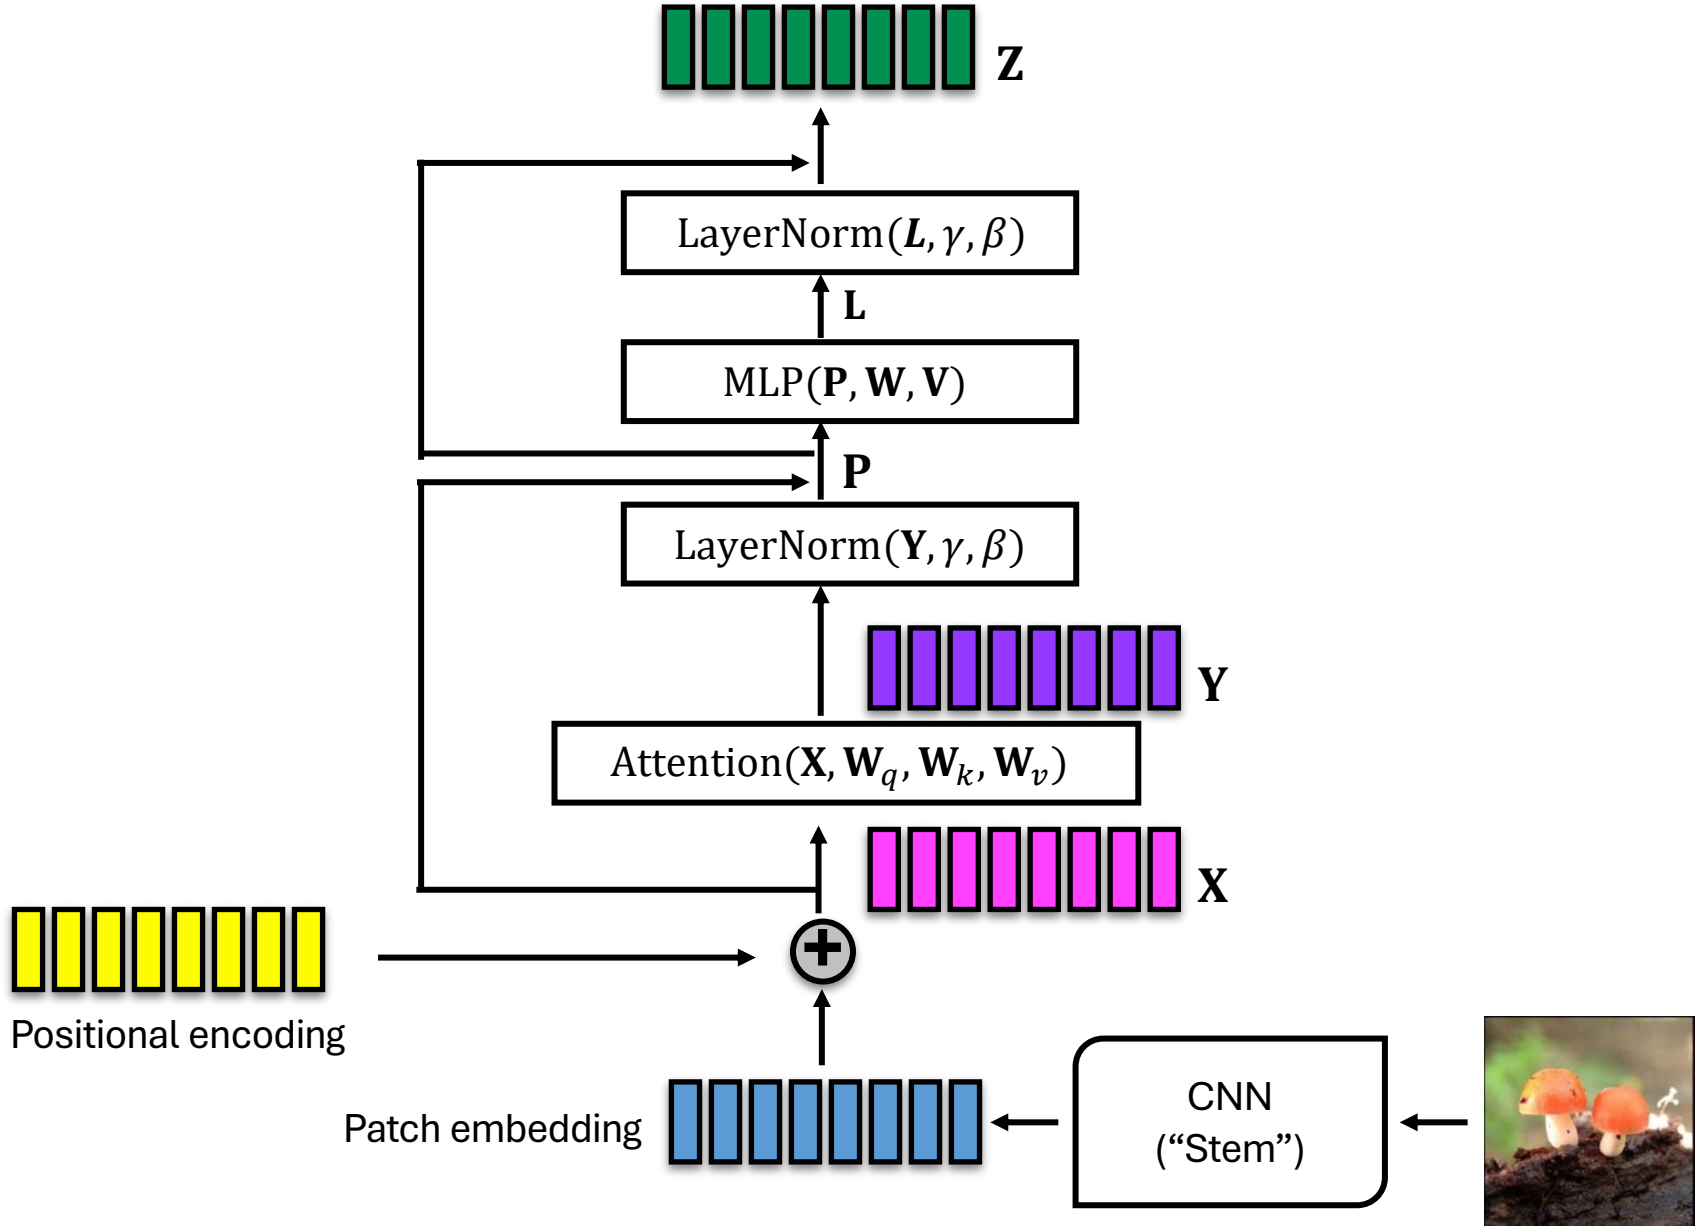 Z
LayerNorm(L, γ, β)
L
MLP(P, W, V)
P
LayerNorm(Y, γ, β)
Y
Attention(X, W_q, W_k, W_v)
X
+
Positional encoding
Patch embedding
CNN
(“Stem”)